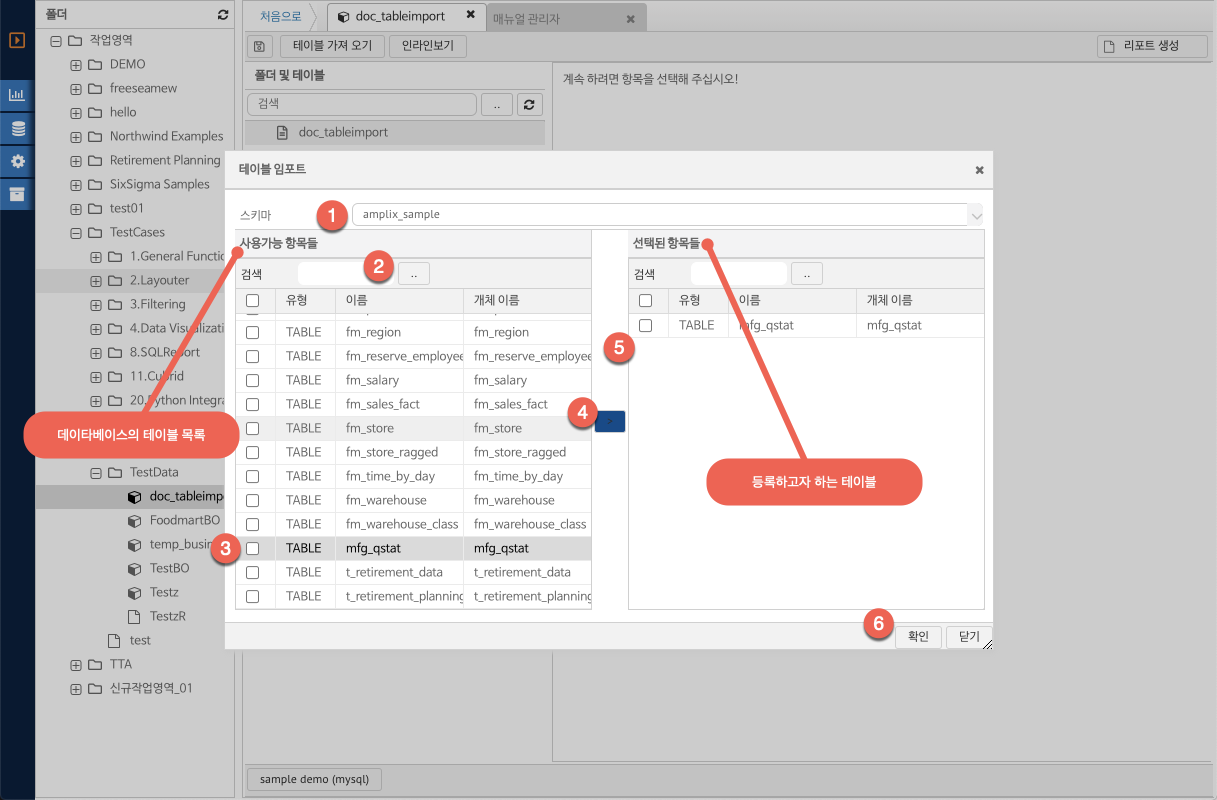 폴더
작업영역
DEMO
freeseamew
hello
Northwind Examples
Retirement Planning
SixSigma Samples
test01
TestCases
1.General Functic
2.Layouter
3.Filtering
4.Data Visualizati
8.SQLReport
11.Cubrid
20.Python Integra
데이타베이스의 테이블 목록
TestData
doc_tableimp
FoodmartBO
temp_busin
TestBO
Testz
TestzR
test
TTA
신규작업영역_01
처음으로
doc_tableimport
매뉴얼 관리자
테이블 가져 오기
인라인보기
리포트 생성
폴더 및 테이블
검색
..
doc_tableimport
계속 하려면 항목을 선택해 주십시오!
테이블 임포트
스키마
1
amplix_sample
사용가능 항목들
검색
2
..
유형 이름 개체 이름
TABLE fm_region fm_region
TABLE fm_reserve_employee fm_reserve_employee
TABLE fm_salary fm_salary
TABLE fm_sales_fact fm_sales_fact
TABLE fm_store fm_store
TABLE fm_store_ragged fm_store_ragged
TABLE fm_time_by_day fm_time_by_day
TABLE fm_warehouse fm_warehouse
TABLE fm_warehouse_class fm_warehouse_class
3
TABLE mfg_qstat mfg_qstat
TABLE t_retirement_data t_retirement_data
TABLE t_retirement_planning t_retirement_planning
4
>
5
선택된 항목들
검색
..
유형 이름 개체 이름
TABLE mfg_qstat mfg_qstat
등록하고자 하는 테이블
6
확인
닫기
sample demo (mysql)